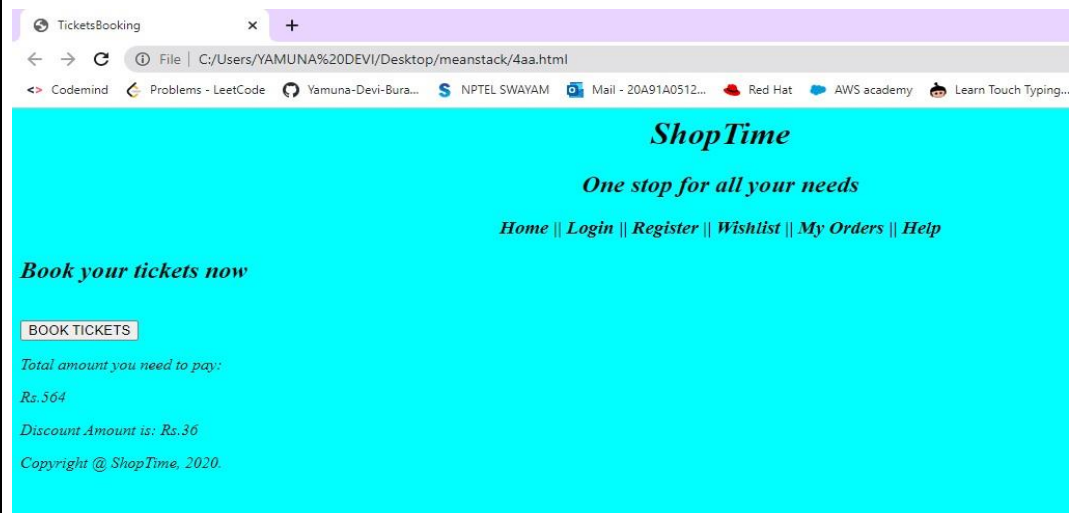 TicketsBooking
File | C:/Users/YAMUNA%20DEVI/Desktop/meanstack/4aa.html
<> Codemind Problems - LeetCode Yamuna-Devi-Bura... NPTEL SWAYAM Mail - 20A91A0512... Red Hat AWS academy Learn Touch Typing...
ShopTime
One stop for all your needs
Home || Login || Register || Wishlist || My Orders || Help
Book your tickets now
BOOK TICKETS
Total amount you need to pay:
Rs.564
Discount Amount is: Rs.36
Copyright @ ShopTime, 2020.